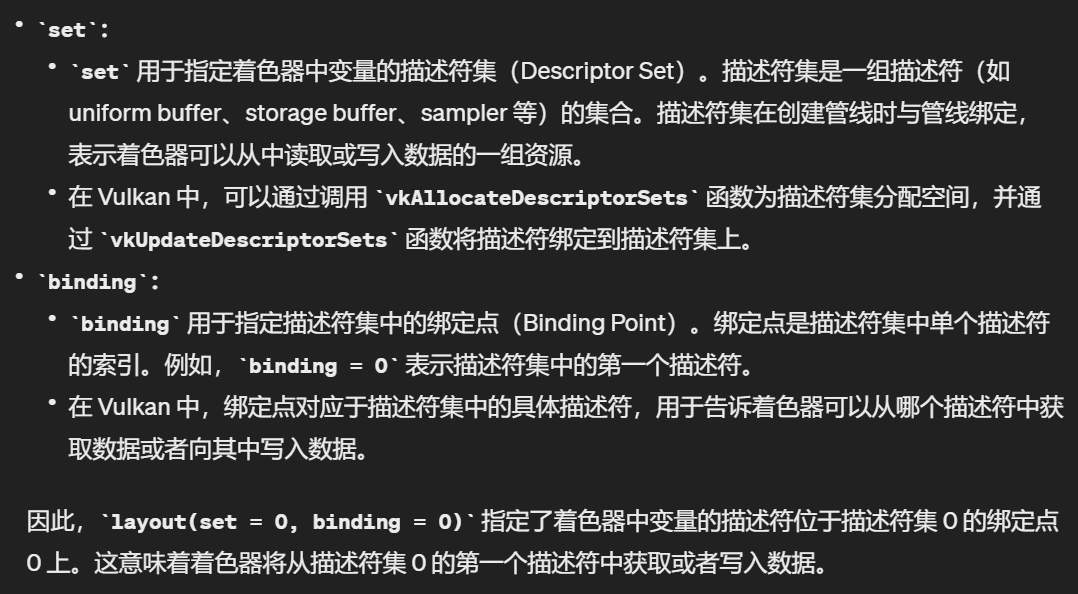 • `set`：
• `set` 用于指定着色器中变量的描述符集（Descriptor Set）。描述符集是一组描述符（如
uniform buffer、storage buffer、sampler 等）的集合。描述符集在创建管线时与管线绑定，
表示着色器可以从中读取或写入数据的一组资源。
• 在 Vulkan 中，可以通过调用 `vkAllocateDescriptorSets` 函数为描述符集分配空间，并通
过 `vkUpdateDescriptorSets` 函数将描述符绑定到描述符集上。
• `binding`：
• `binding` 用于指定描述符集中的绑定点（Binding Point）。绑定点是描述符集中单个描述符
的索引。例如，`binding = 0` 表示描述符集中的第一个描述符。
• 在 Vulkan 中，绑定点对应于描述符集中的具体描述符，用于告诉着色器可以从哪个描述符中获
取数据或者向其中写入数据。
因此，`layout(set = 0, binding = 0)` 指定了着色器中变量的描述符位于描述符集 0 的绑定点
0 上。这意味着着色器将从描述符集 0 的第一个描述符中获取或者写入数据。